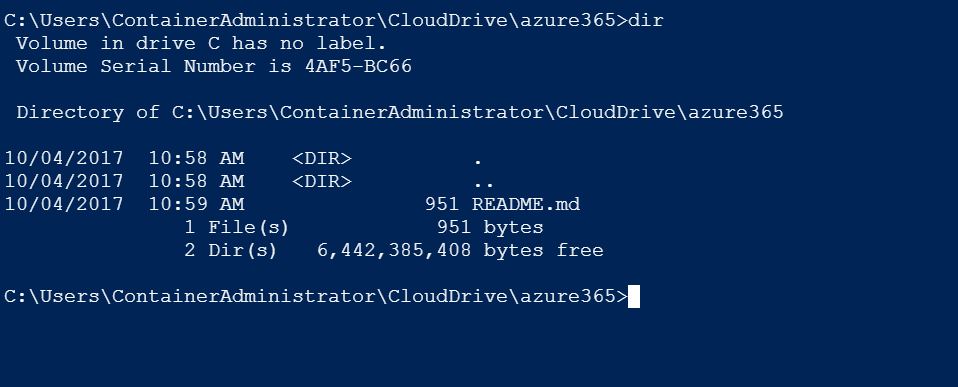 C:\Users\ContainerAdministrator\CloudDrive\azure365>dir
Volume in drive C has no label.
Volume Serial Number is 4AF5-BC66
Directory of C:\Users\ContainerAdministrator\CloudDrive\azure365
10/04/2017  10:58 AM    <DIR>          .
10/04/2017  10:58 AM    <DIR>          ..
10/04/2017  10:59 AM               951 README.md
1 File(s)            951 bytes
2 Dir(s)   6,442,385,408 bytes free
C:\Users\ContainerAdministrator\CloudDrive\azure365>